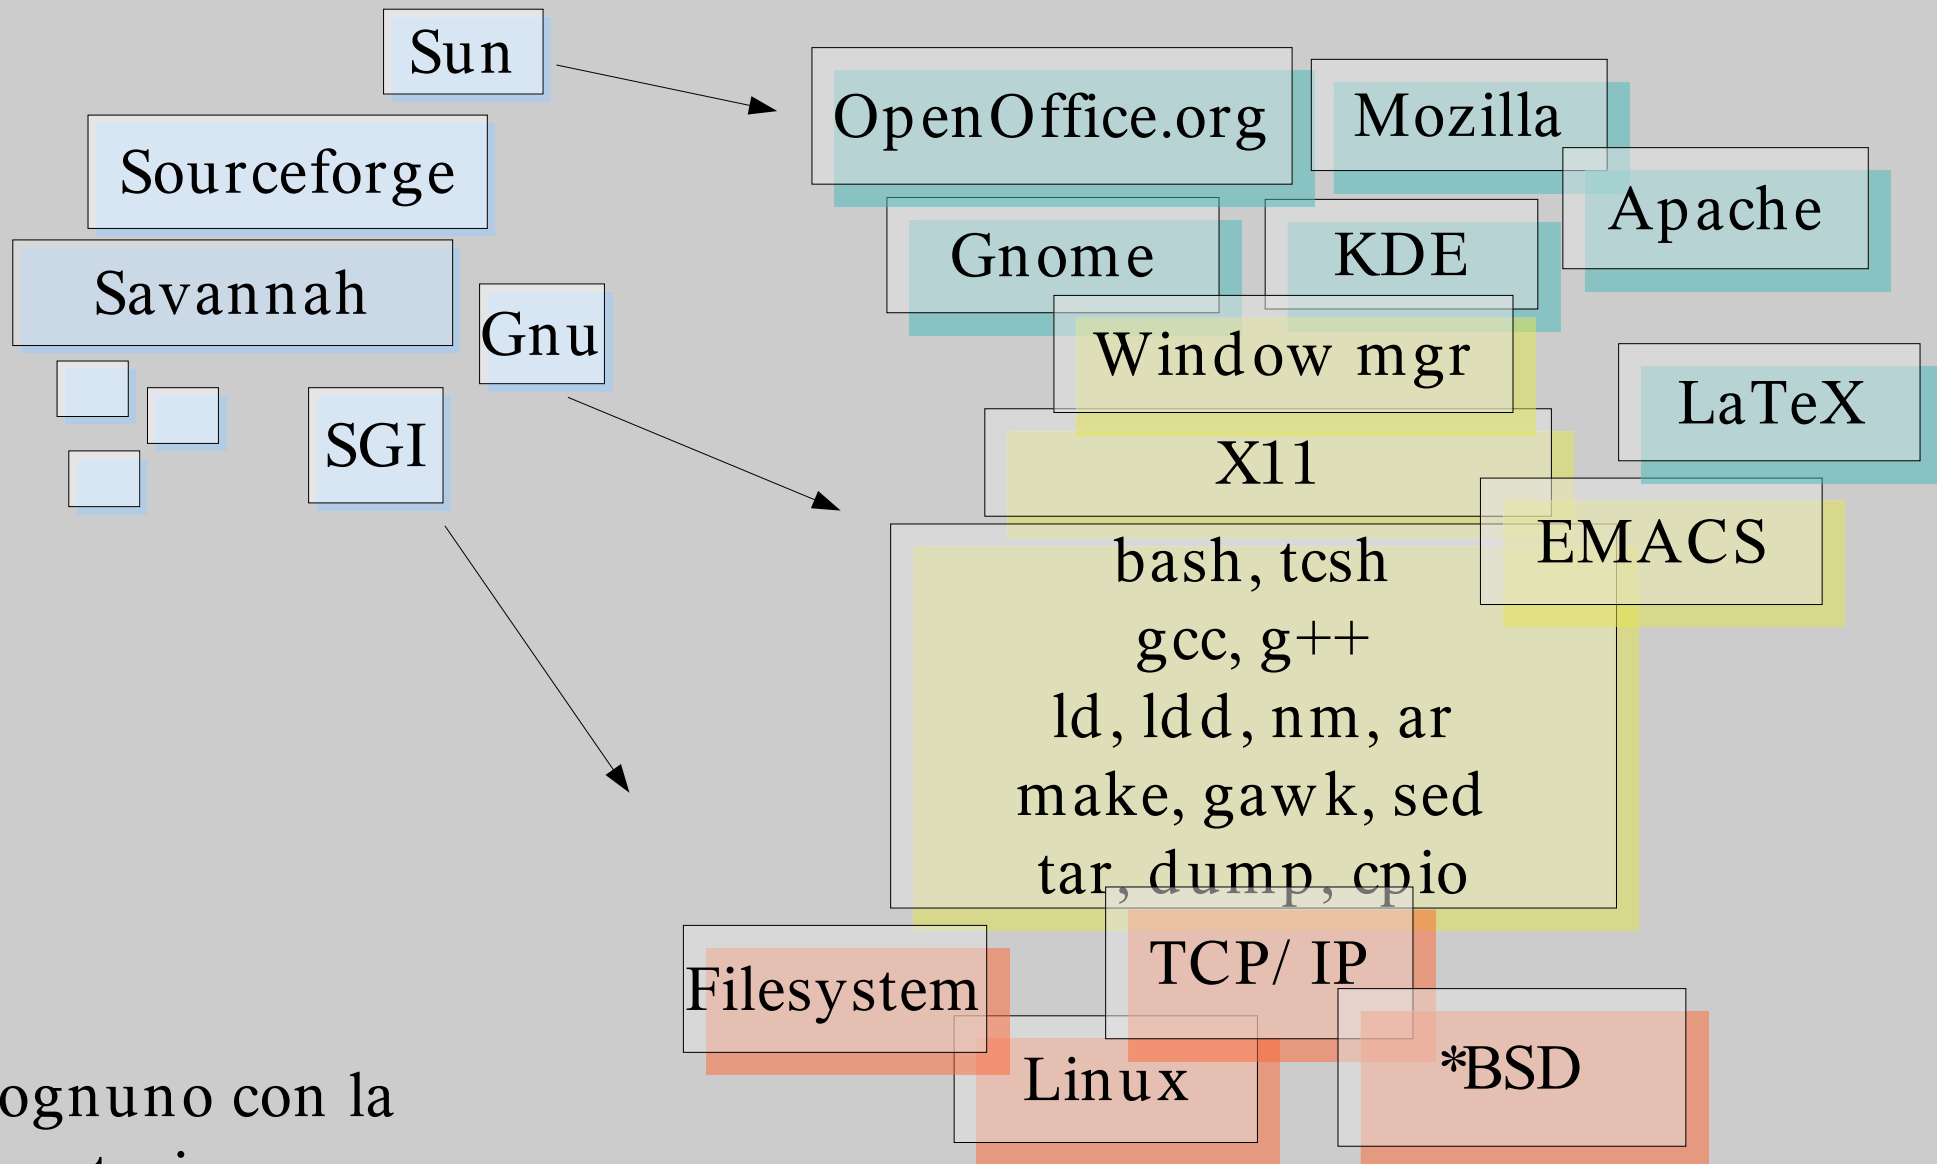 Sun
Sourceforge
Savannah
Gnu
SGI
OpenOffice.org
Mozilla
Apache
Gnome
KDE
Window mgr
LaTeX
X11
EMACS
bash, tcsh
gcc, g++
ld, ldd, nm, ar
make, gawk, sed
tar, dump, cpio
TCP/ IP
Filesystem
Linux
*BSD
ognuno con la